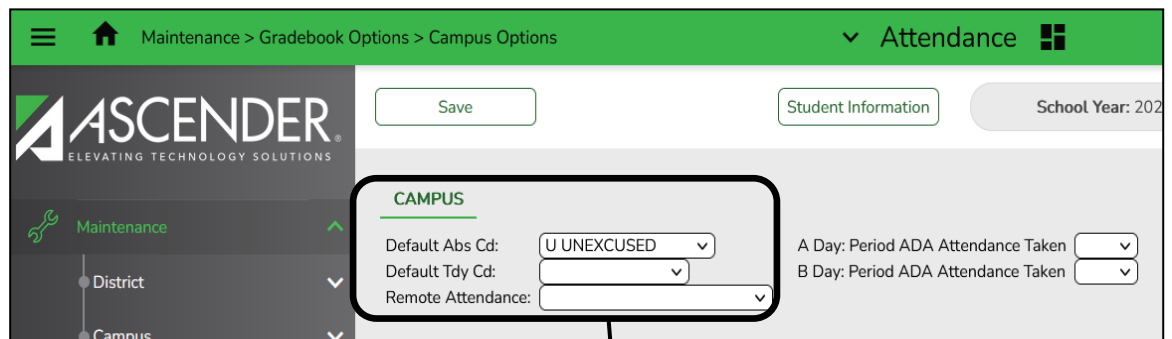 Maintenance > Gradebook Options > Campus Options
Attendance
ASCENDER®
ELEVATING TECHNOLOGY SOLUTIONS
Save
Student Information
School Year: 202
CAMPUS
Maintenance
Default Abs Cd: U UNEXCUSED
A Day: Period ADA Attendance Taken
Default Tdy Cd:
B Day: Period ADA Attendance Taken
Remote Attendance:
District
Campus